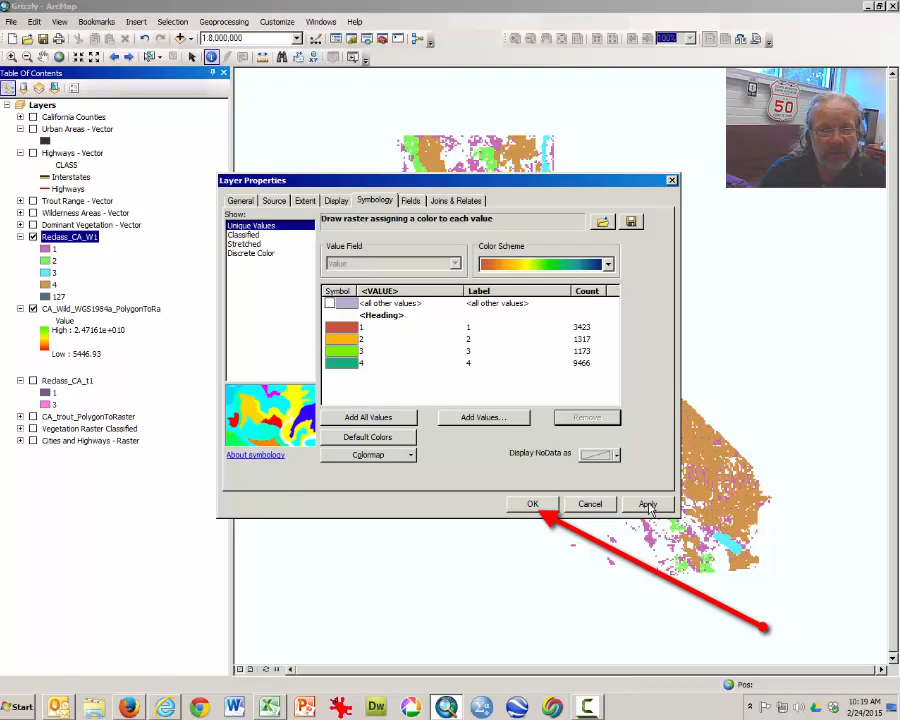 Grizzly - ArcMap
File Edit View Bookmarks Insert Selection Geoprocessing Customize Windows Help
1:8,000,000
100%
Table Of Contents
Layers
California Counties
Urban Areas - Vector
Highways - Vector
CLASS
Interstates
Highways
Trout Range - Vector
Wilderness Areas - Vector
Dominant Vegetation - Vector
Redass_CA_W1
1
2
3
4
127
CA_Wild_WGS1984a_PolygonToRa
Value
High : 2.47161e+010
Low : 5446.93
Redass_CA_t1
1
3
CA_trout_PolygonToRaster
Vegetation Raster Classified
Cities and Highways - Raster
50
Layer Properties
General Source Extent Display Symbology Fields Joins & Relates
Show:
Unique Values
Classified
Stretched
Discrete Color
About symbology
Draw raster assigning a color to each value
Value Field
Value
Color Scheme
Symbol <VALUE> Label Count
<all other values> <all other values>
<Heading>
1 1 3423
2 2 1317
3 3 1173
4 4 9466
Add All Values Add Values... Remove
Default Colors
Colormap Display NoData as
OK Cancel Apply
Pos:
Start
10:19 AM
2/24/2015